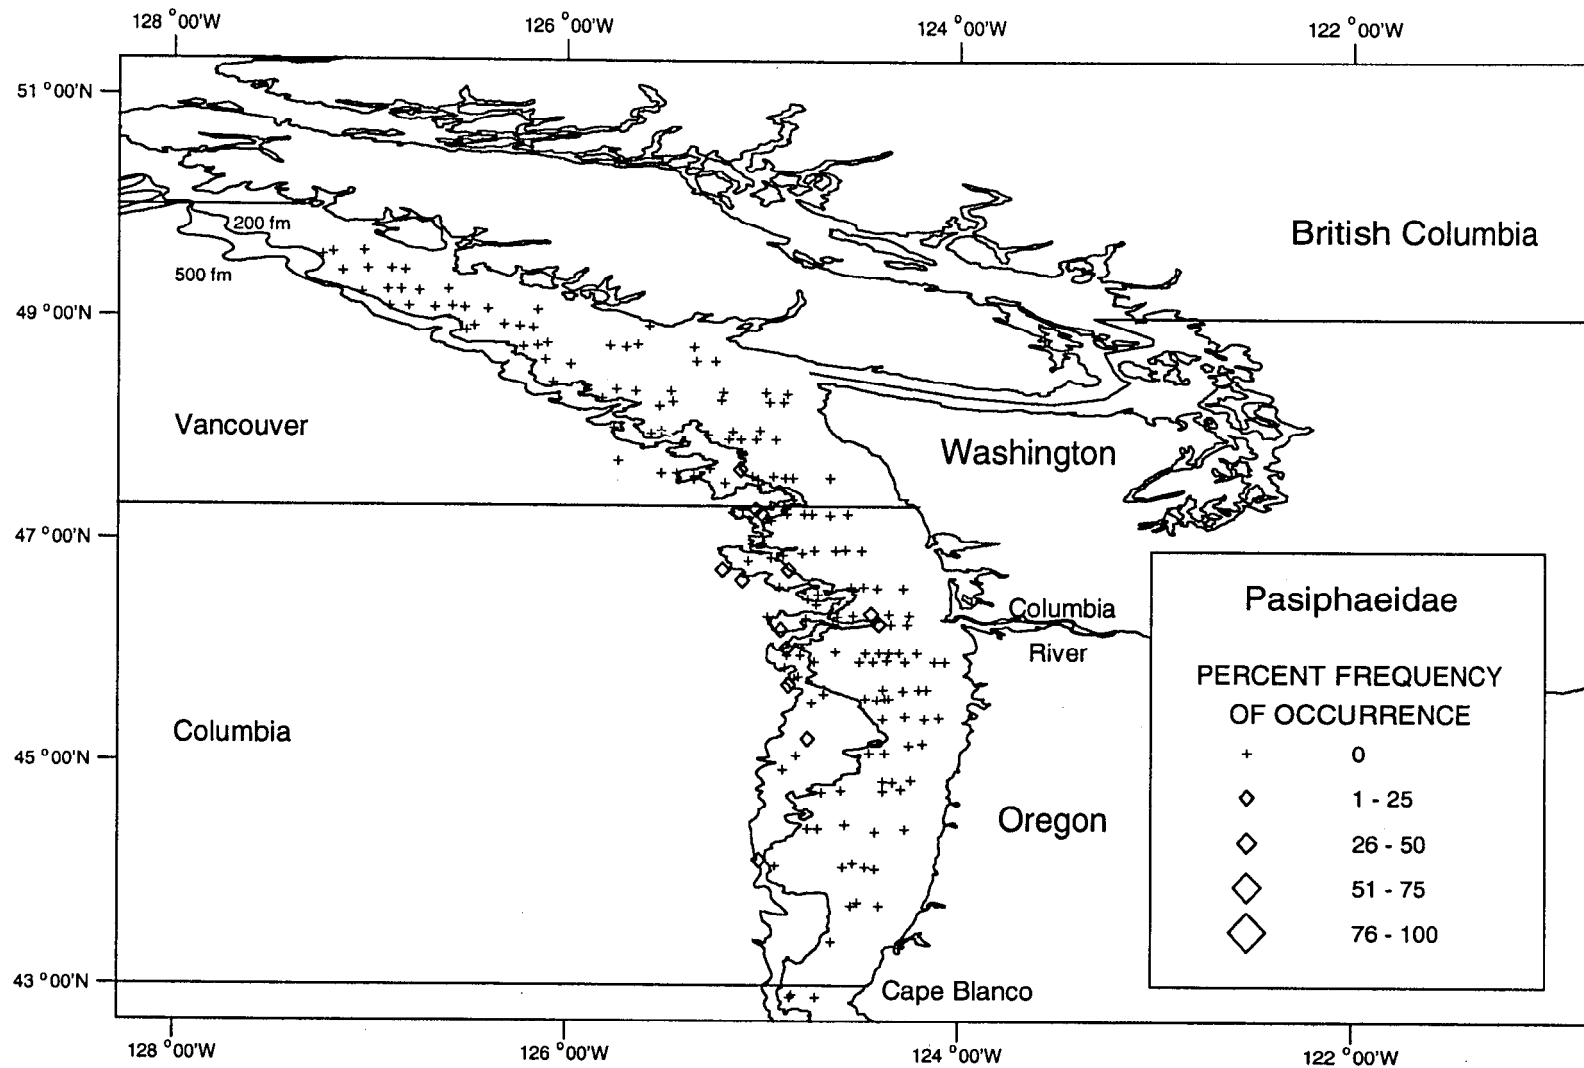 128 °00'W
126 °00'W
124 °00'W
122 °00'W
51 °00'N
British Columbia
200 fm
500 fm
49 °00'N
Vancouver
Washington
47 °00'N
Pasiphaeidae
Columbia
River
PERCENT FREQUENCY
OF OCCURRENCE
Columbia
45 °00'N
+ 0
1 - 25
Oregon
26 - 50
51 - 75
76 - 100
43 °00'N
Cape Blanco
128 °00'W
126 °00'W
124 °00'W
122 °00'W